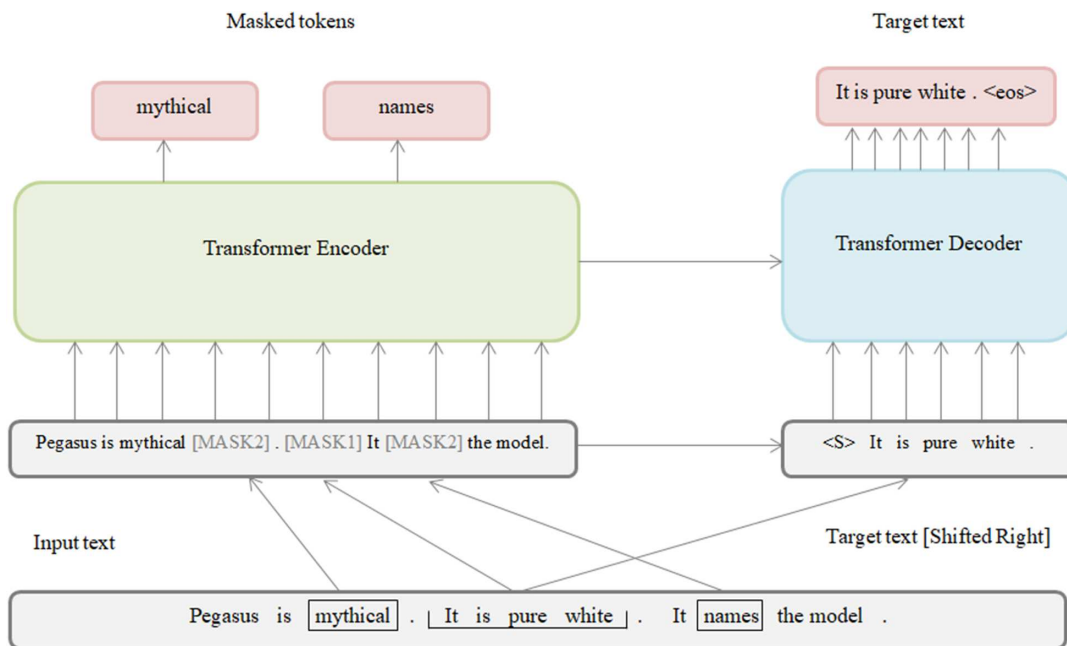 Masked tokens
Target text
mythical
names
It is pure white . <eos>
Transformer Encoder
Transformer Decoder
Pegasus is mythical [MASK2] . [MASK1] It [MASK2] the model.
<S> It is pure white .
Input text
Target text [Shifted Right]
Pegasus is mythical . It is pure white . It names the model .